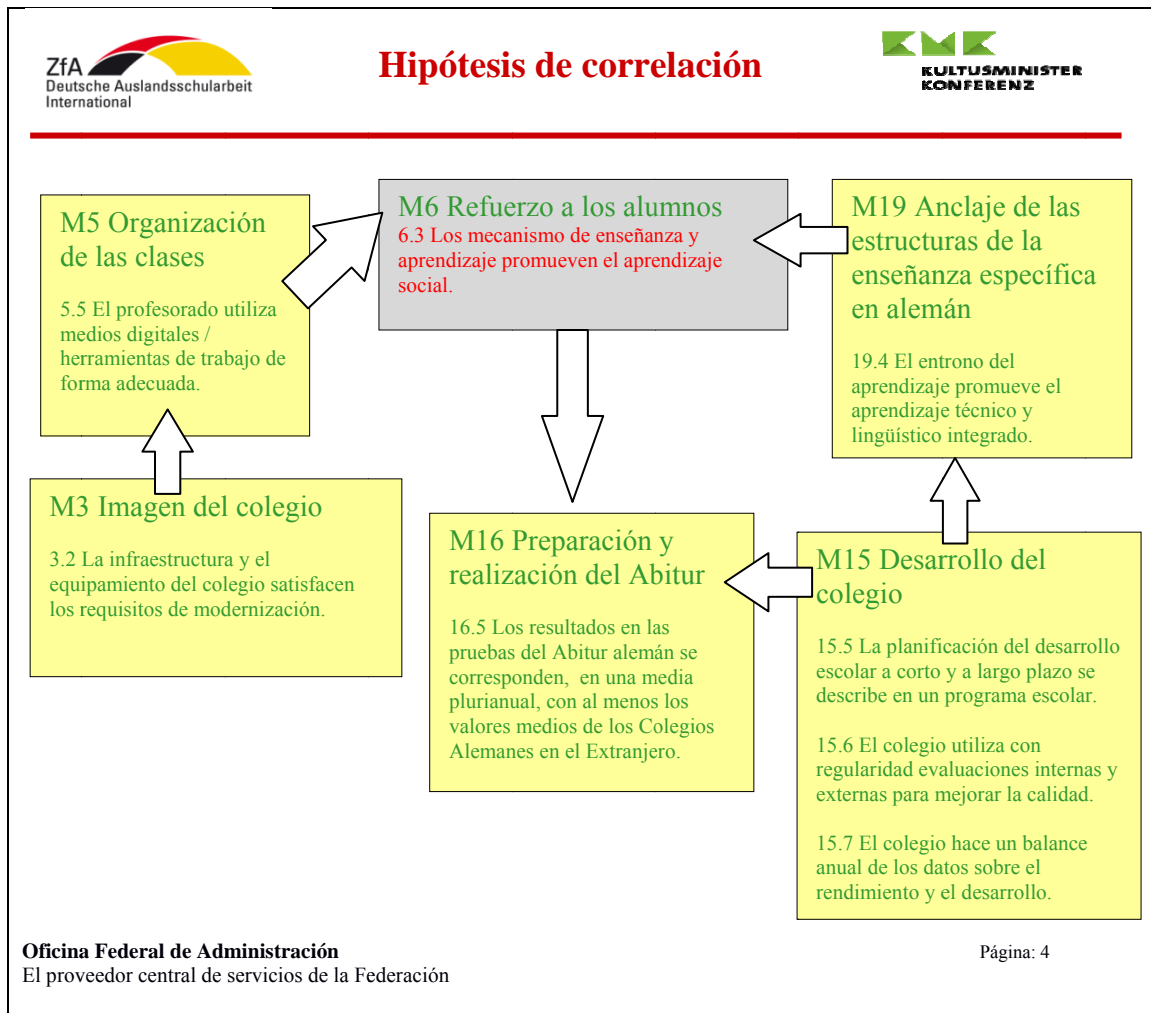 ZfA
Deutsche Auslandsschularbeit
International
Hipótesis de correlación
KMK
KULTUSMINISTER
KONFERENZ
M5 Organización
de las clases
5.5 El profesorado utiliza
medios digitales /
herramientas de trabajo de
forma adecuada.
M6 Refuerzo a los alumnos
6.3 Los mecanismo de enseñanza y
aprendizaje promueven el aprendizaje
social.
M19 Anclaje de las
estructuras de la
enseñanza específica
en alemán
19.4 El entrono del
aprendizaje promueve el
aprendizaje técnico y
lingüístico integrado.
M3 Imagen del colegio
3.2 La infraestructura y el
equipamiento del colegio satisfacen
los requisitos de modernización.
M16 Preparación y
realización del Abitur
16.5 Los resultados en las
pruebas del Abitur alemán se
corresponden, en una media
plurianual, con al menos los
valores medios de los Colegios
Alemanes en el Extranjero.
M15 Desarrollo del
colegio
15.5 La planificación del desarrollo
escolar a corto y a largo plazo se
describe en un programa escolar.
15.6 El colegio utiliza con
regularidad evaluaciones internas y
externas para mejorar la calidad.
15.7 El colegio hace un balance
anual de los datos sobre el
rendimiento y el desarrollo.
Oficina Federal de Administración
El proveedor central de servicios de la Federación
Página: 4